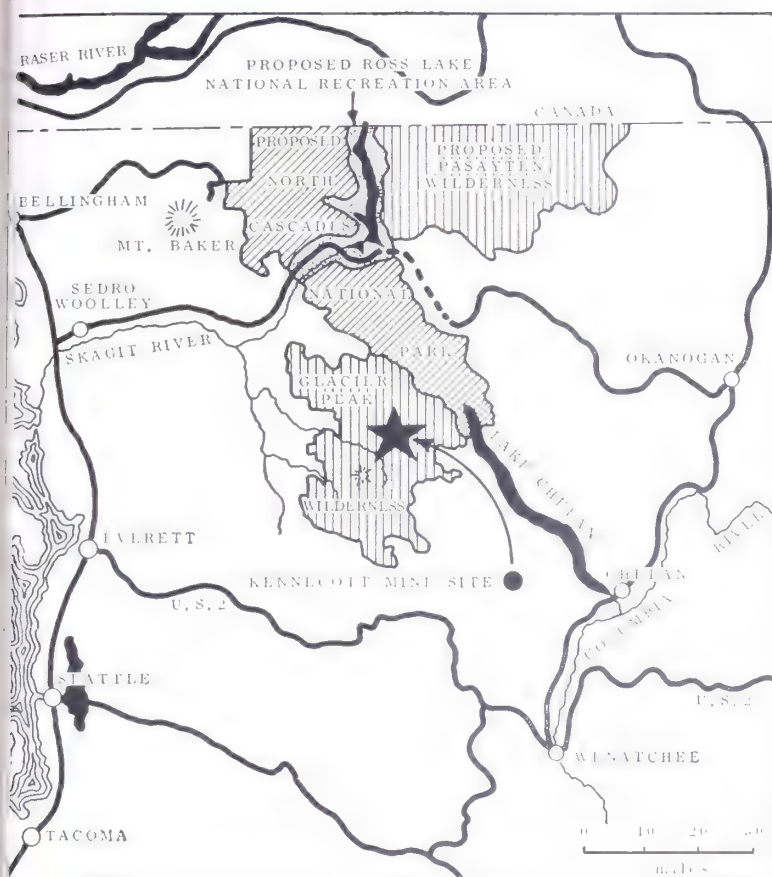 RASER RIVER
PROPOSED ROSS LAKE
NATIONAL RECREATION AREA
CANADA
PROPOSED
NORTH
CASCADES
PROPOSED
PASAYTEN
WILDERNESS
BELLINGHAM
MT. BAKER
SEDRO
WOOLLEY
SKAGIT RIVER
NATIONAL
PARK
OKANOGAN
GLACIER
PEAK
WILDERNESS
LAKE CHELAN
RIVER
EVERETT
KENNECOTT MINE SITE
CHELAN
U.S.2
COLUMBIA
SEATTLE
U.S.2
WENATCHEE
TACOMA
0 10 20 30
miles